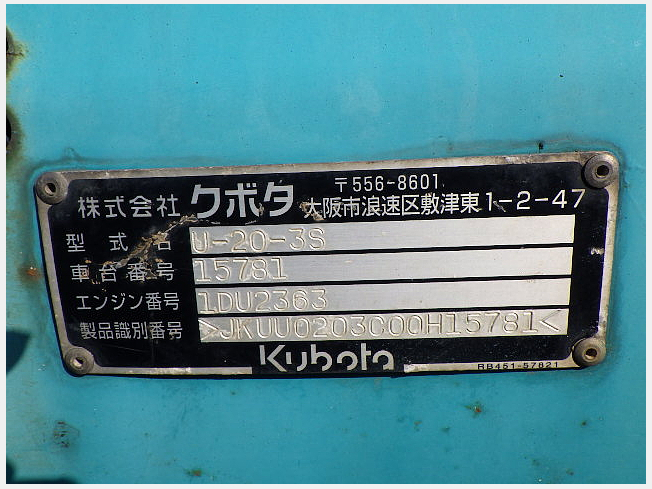 〒556-8601
株式会社 クボタ 大阪市浪速区敷津東1-2-47
型式名 U-20-3S
車台番号 15781
エンジン番号 1DU2363
製品識別番号 >JKUU0203C00H15781<
Kubota
RB451-57821